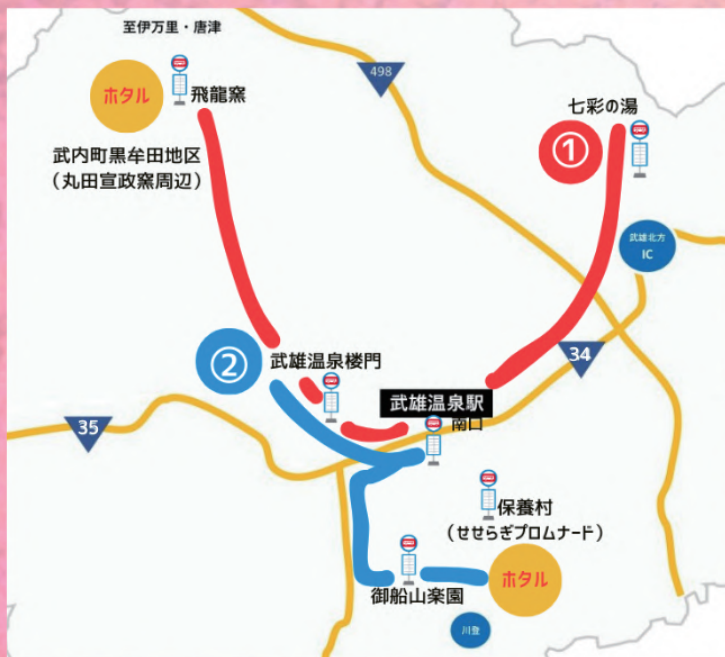 至伊万里・唐津
498
ホタル
飛龍窯
七彩の湯
①
武内町黒牟田地区
（丸田宣政窯周辺）
武雄北方
IC
②
武雄温泉楼門
34
武雄温泉駅
南口
35
保養村
（せせらぎプロムナード）
ホタル
御船山楽園
川登